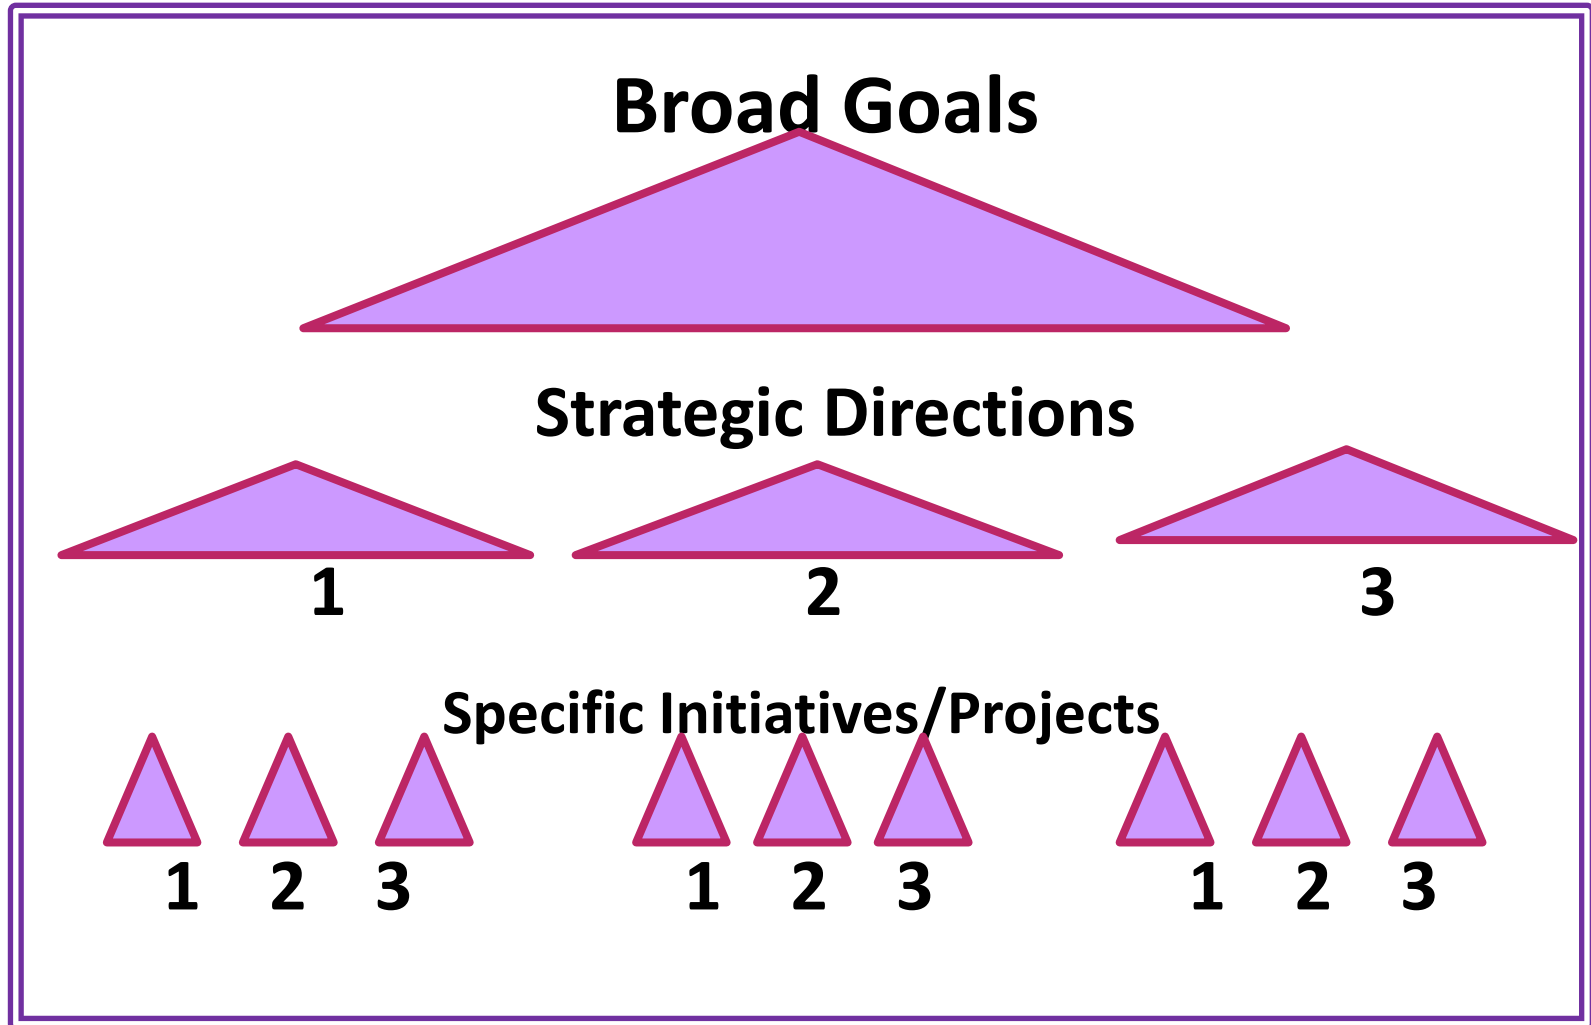 Broad Goals
Strategic Directions
1 2 3
Specific Initiatives/Projects
1 2 3 1 2 3 1 2 3